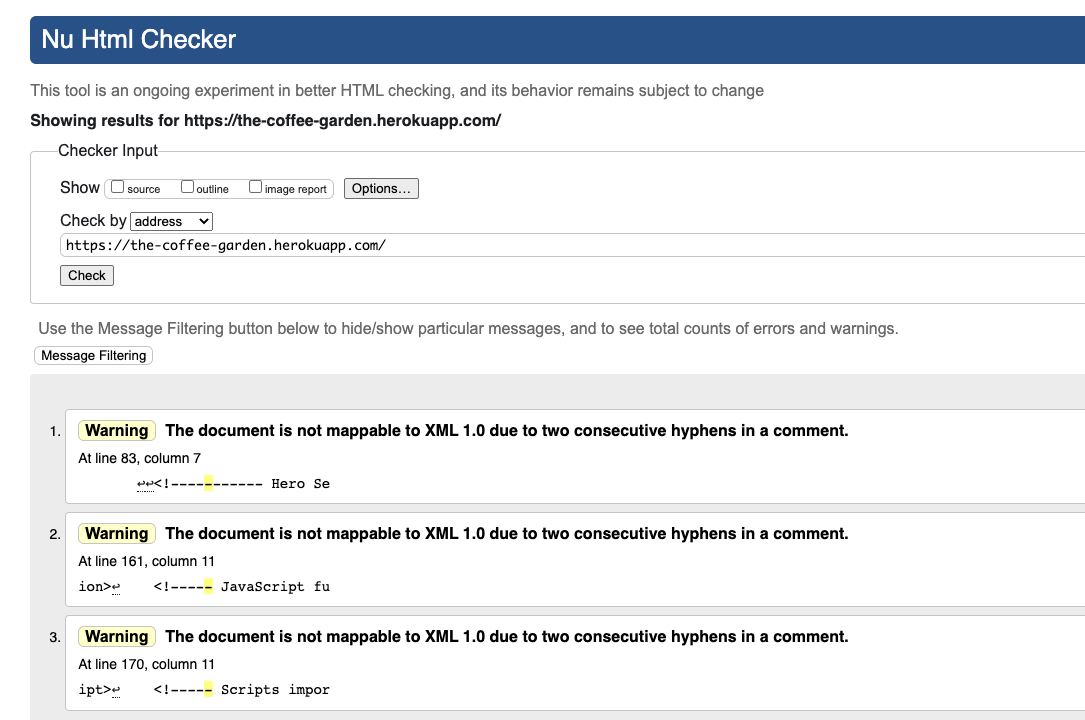 Nu Html Checker
This tool is an ongoing experiment in better HTML checking, and its behavior remains subject to change
Showing results for https://the-coffee-garden.herokuapp.com/
Checker Input
Show source outline image report Options...
Check by address
https://the-coffee-garden.herokuapp.com/
Check
Use the Message Filtering button below to hide/show particular messages, and to see total counts of errors and warnings.
Message Filtering
1. Warning The document is not mappable to XML 1.0 due to two consecutive hyphens in a comment.
At line 83, column 7
↩↩<!----------- Hero Se
2. Warning The document is not mappable to XML 1.0 due to two consecutive hyphens in a comment.
At line 161, column 11
ion>↩    <!----- JavaScript fu
3. Warning The document is not mappable to XML 1.0 due to two consecutive hyphens in a comment.
At line 170, column 11
ipt>↩    <!----- Scripts impor